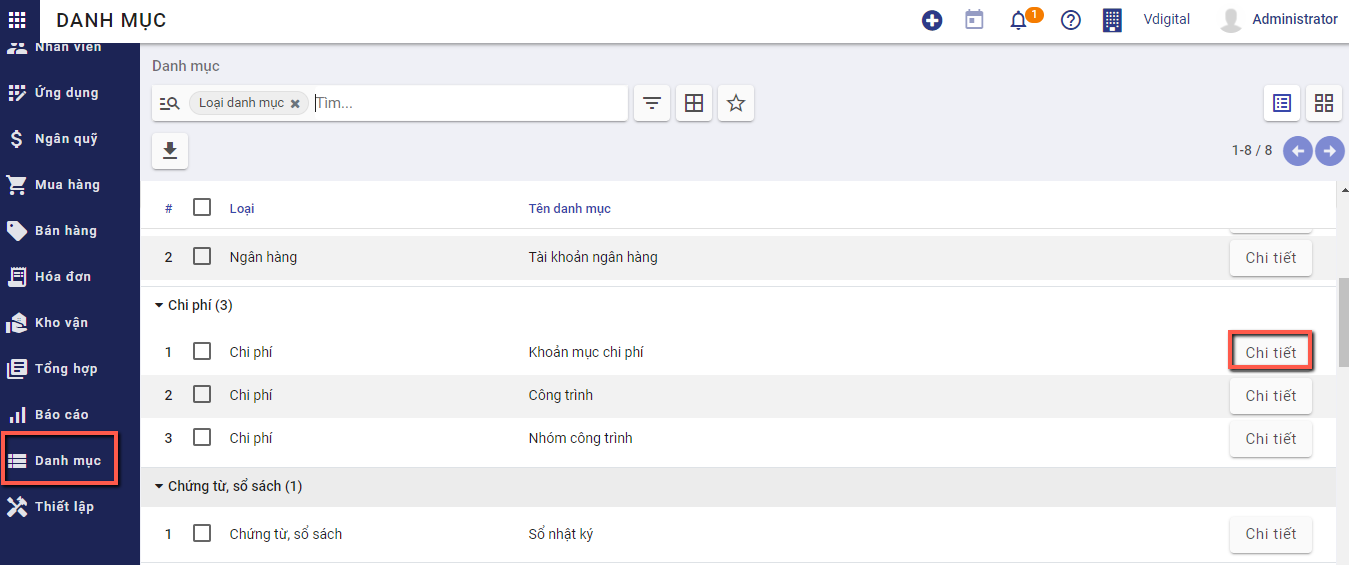 DANH MỤC
1
Vdigital
Administrator
Nhân viên
Ứng dụng
Ngân quỹ
Mua hàng
Bán hàng
Hóa đơn
Kho vận
Tổng hợp
Báo cáo
Danh mục
Thiết lập
Danh mục
Loại danh mục × Tìm...
1-8 / 8
# Loại Tên danh mục
2 Ngân hàng Tài khoản ngân hàng Chi tiết
Chi phí (3)
1 Chi phí Khoản mục chi phí Chi tiết
2 Chi phí Công trình Chi tiết
3 Chi phí Nhóm công trình Chi tiết
Chứng từ, sổ sách (1)
1 Chứng từ, sổ sách Sổ nhật ký Chi tiết